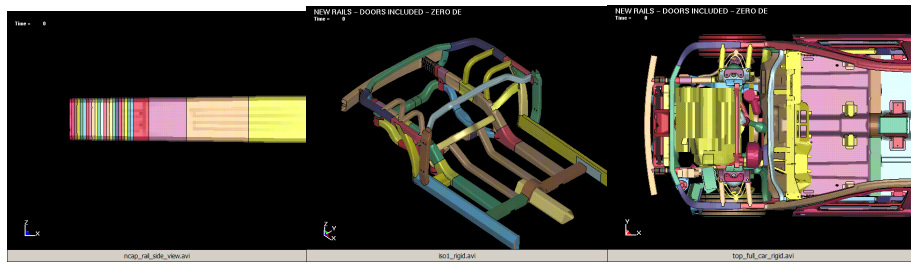 Time = 0
Z
X
ncap_rail_side_view.avi
NEW RAILS – DOORS INCLUDED – ZERO DE
Time = 0
Z
Y
X
iso1_rigid.avi
NEW RAILS – DOORS INCLUDED – ZERO DE
Time = 0
Y
X
top_full_car_rigid.avi